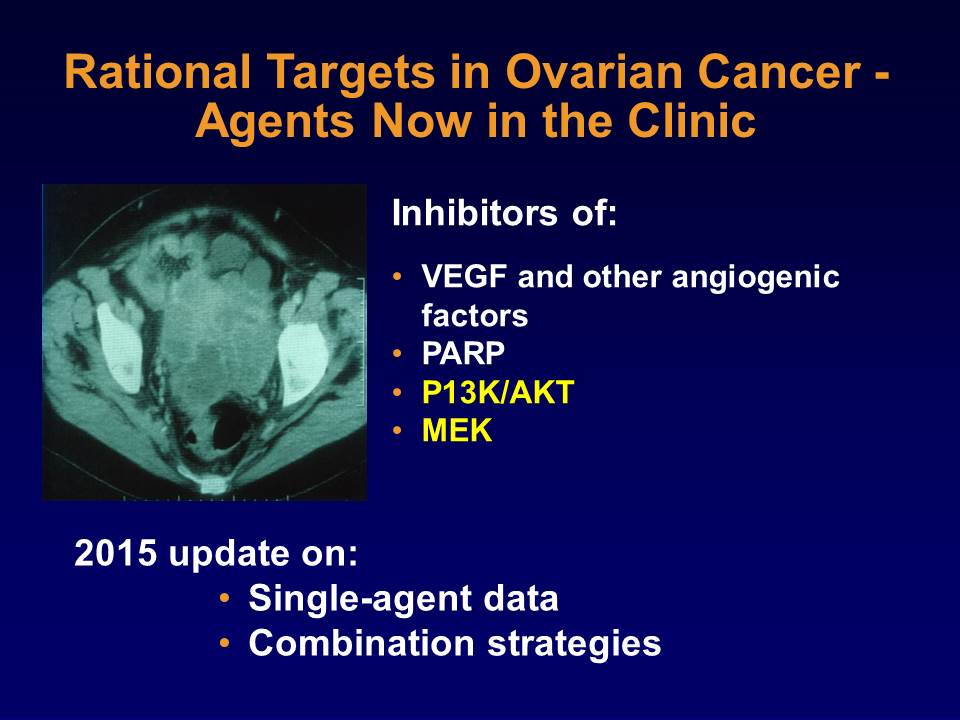 Rational Targets in Ovarian Cancer -
Agents Now in the Clinic
Inhibitors of:
• VEGF and other angiogenic
factors
• PARP
• P13K/AKT
• MEK
2015 update on:
• Single-agent data
• Combination strategies